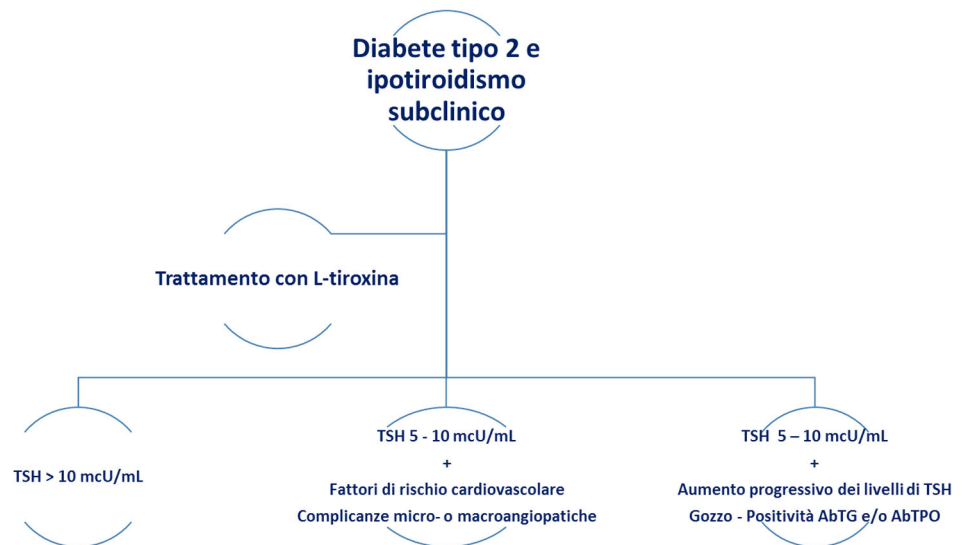 Diabete tipo 2 e
ipotiroidismo
subclinico
Trattamento con L-tiroxina
TSH > 10 mcU/mL
TSH 5 - 10 mcU/mL
+
Fattori di rischio cardiovascolare
Complicanze micro- o macroangiopatiche
TSH 5 – 10 mcU/mL
+
Aumento progressivo dei livelli di TSH
Gozzo - Positività AbTG e/o AbTPO